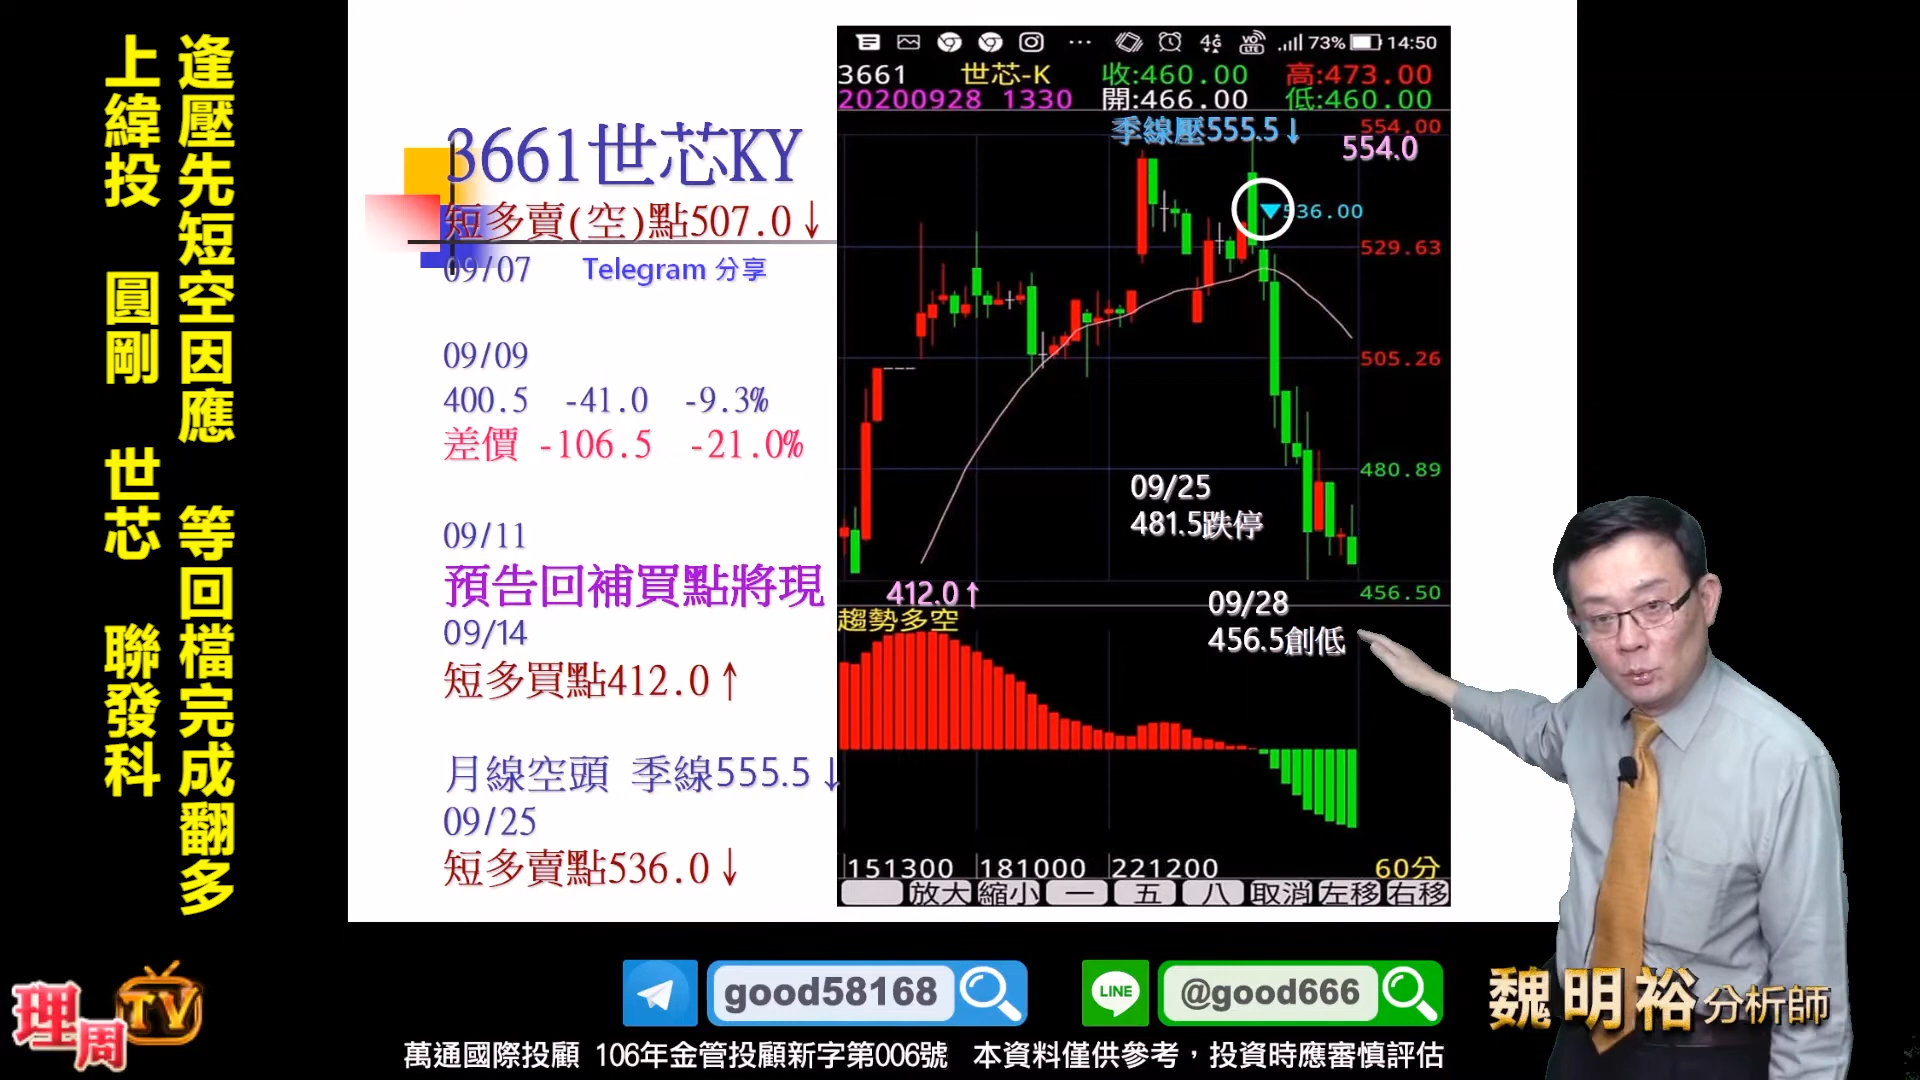 逢壓先短空因應 等回檔完成翻多
上緯投 圓剛 世芯 聯發科
3661世芯KY
短多賣(空)點507.0↓
09/07 Telegram 分享
09/09
400.5 -41.0 -9.3%
差價 -106.5 -21.0%
09/11
預告回補買點將現
09/14
短多買點412.0↑
月線空頭 季線555.5↓
09/25
短多賣點536.0↓
73% 14:50
3661 世芯-K 收:460.00 高:473.00
20200928 1330 開:466.00 低:460.00
季線壓555.5↓ 554.00
554.0
536.00
529.63
505.26
480.89
09/25
481.5跌停
456.50
412.0↑
09/28
456.5創低
趨勢多空
151300 181000 221200 60分
放大 縮小 一 五 八 取消 左移 右移
理周TV
good58168
LINE @good666
魏明裕分析師
萬通國際投顧 106年金管投顧新字第006號 本資料僅供參考，投資時應審慎評估